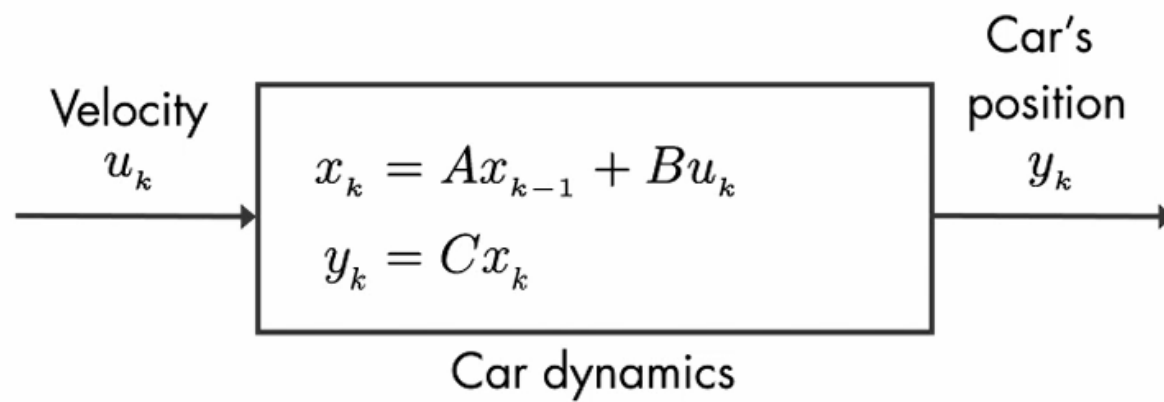 Velocity
u_k
x_k = Ax_{k-1} + Bu_k
y_k = Cx_k
Car's
position
y_k
Car dynamics